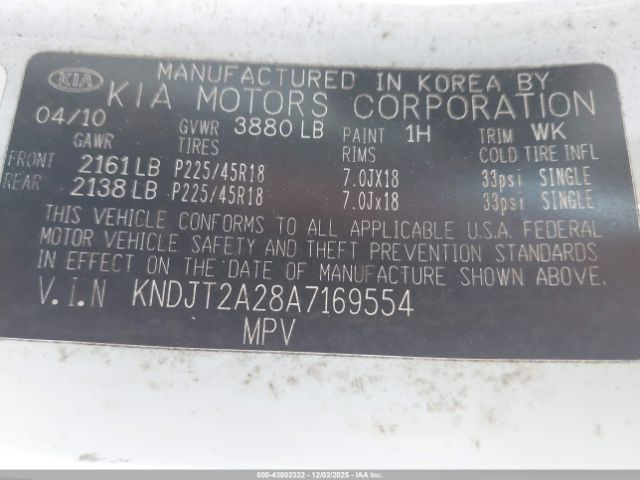 KIA MANUFACTURED IN KOREA BY
KIA MOTORS CORPORATION
04/10 GVWR 3880 LB PAINT 1H TRIM WK
GAWR TIRES RIMS COLD TIRE INFL
FRONT 2161 LB P225/45R18 7.0JX18 33psi SINGLE
REAR 2138 LB P225/45R18 7.0Jx18 33psi SINGLE
THIS VEHICLE CONFORMS TO ALL APPLICABLE U.S.A. FEDERAL
MOTOR VEHICLE SAFETY AND THEFT PREVENTION STANDARDS
IN EFFECT ON THE DATE OF MANUFACTURE SHOWN ABOVE.
V.I.N KNDJT2A28A7169554
MPV
00-43802322 - 12/02/2025 - COPYRIGHT © IAA, LLC